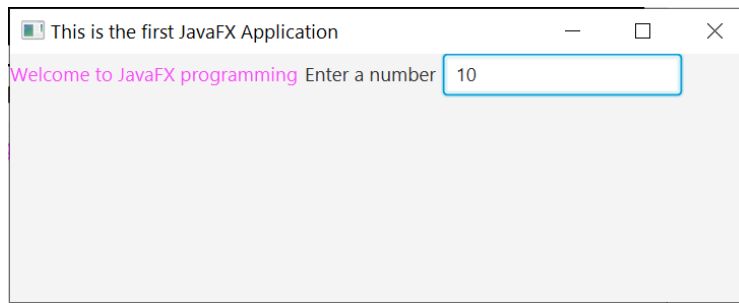 This is the first JavaFX Application
Welcome to JavaFX programming Enter a number 10